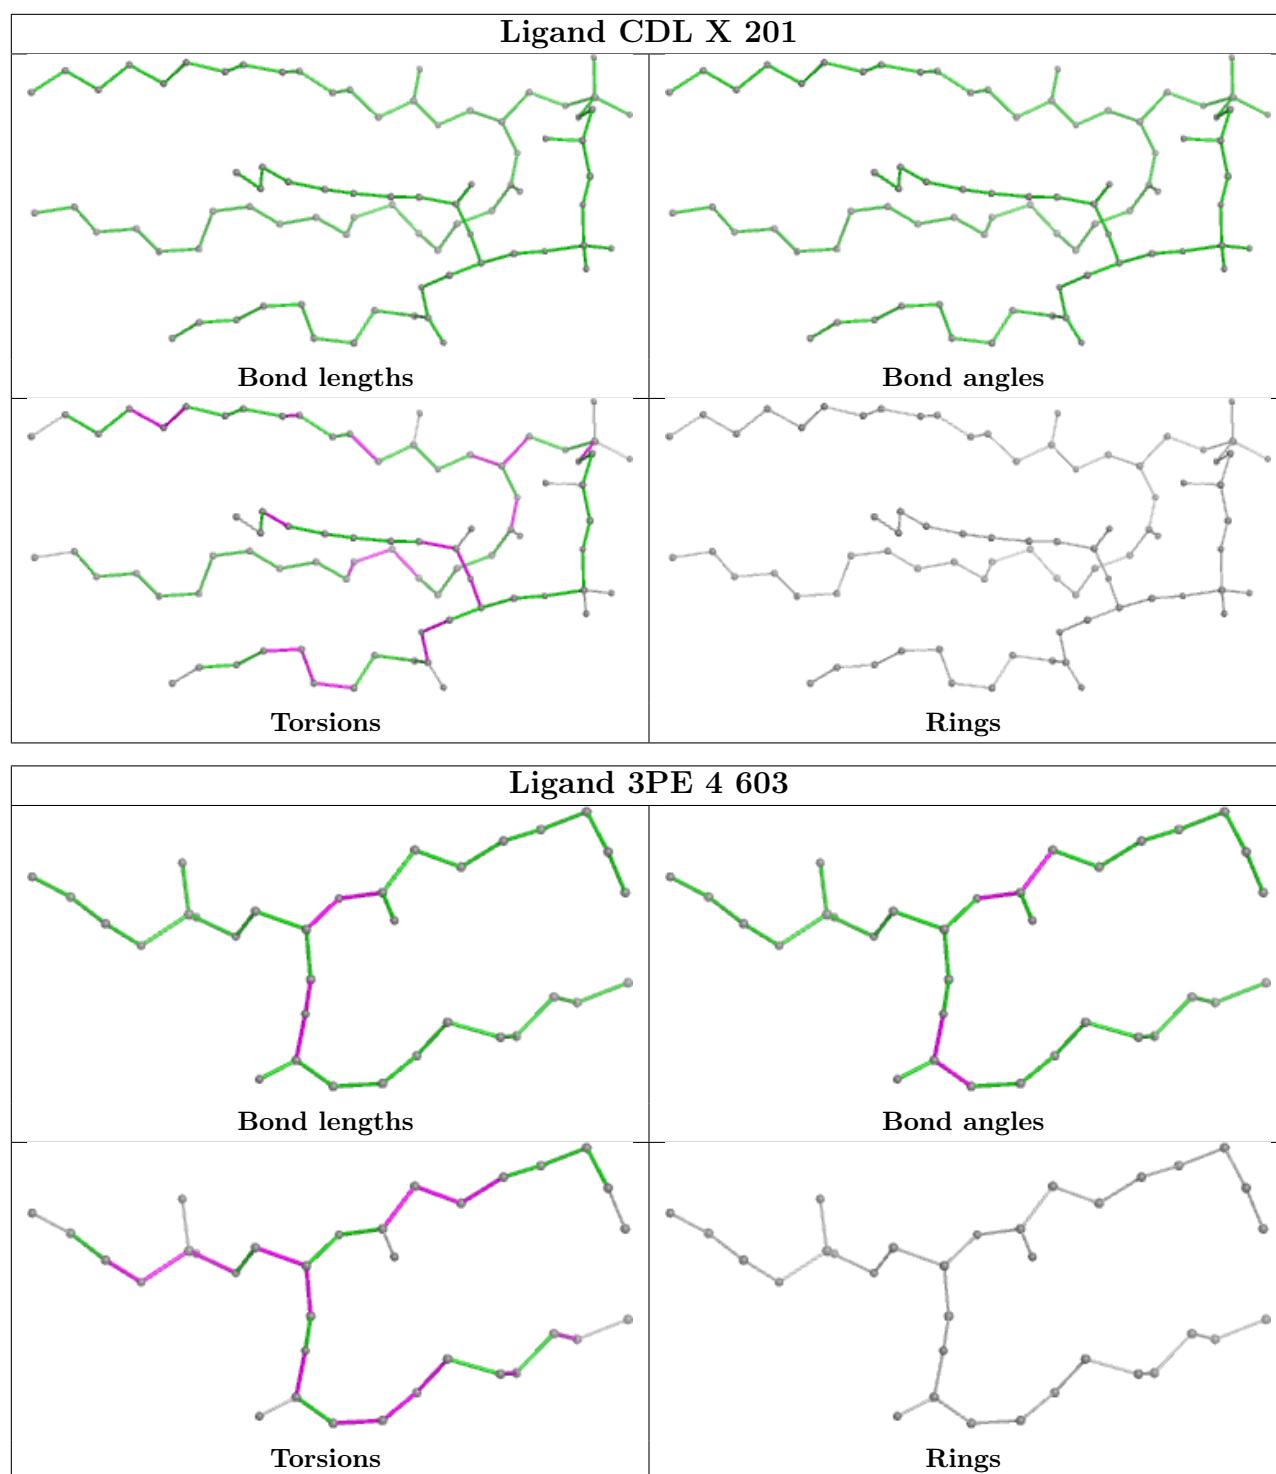 Ligand CDL X 201
Bond lengths
Bond angles
Torsions
Rings
Ligand 3PE 4 603
Bond lengths
Bond angles
Torsions
Rings